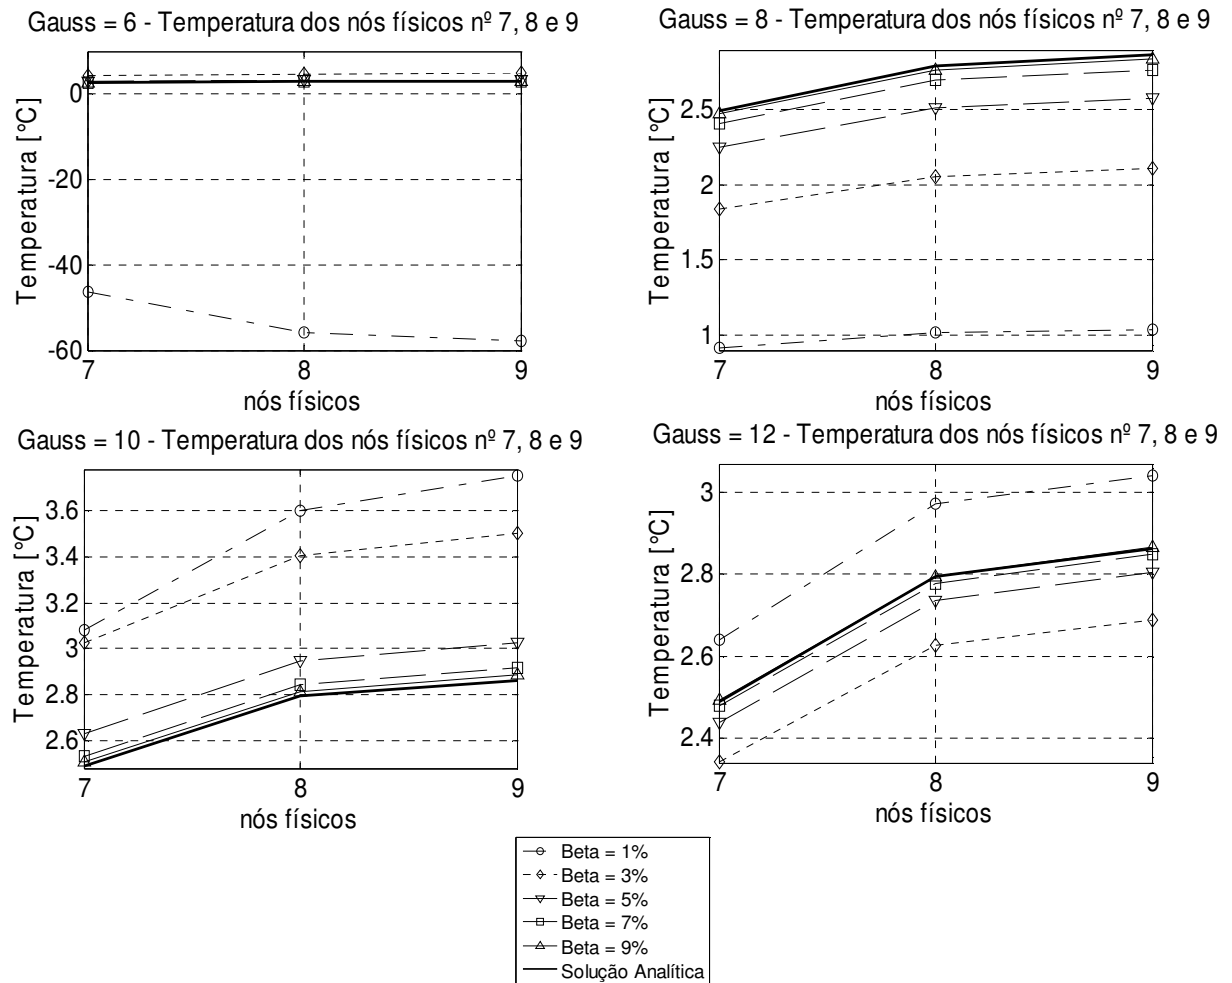 Gauss = 6 - Temperatura dos nós físicos nº 7, 8 e 9
Temperatura [°C]
0
-20
-40
-60
7
8
9
nós físicos
Gauss = 8 - Temperatura dos nós físicos nº 7, 8 e 9
Temperatura [°C]
2.5
2
1.5
1
7
8
9
nós físicos
Gauss = 10 - Temperatura dos nós físicos nº 7, 8 e 9
Temperatura [°C]
3.6
3.4
3.2
3
2.8
2.6
7
8
9
nós físicos
Gauss = 12 - Temperatura dos nós físicos nº 7, 8 e 9
Temperatura [°C]
3
2.8
2.6
2.4
7
8
9
nós físicos
Beta = 1%
Beta = 3%
Beta = 5%
Beta = 7%
Beta = 9%
Solução Analítica